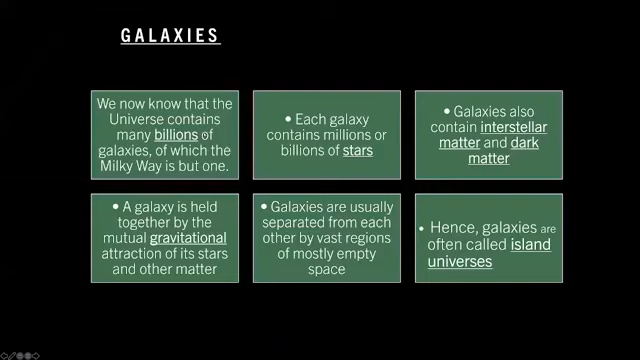 GALAXIES
We now know that the
Universe contains
many billions of
galaxies, of which the
Milky Way is but one.
• Each galaxy
contains millions or
billions of stars
• Galaxies also
contain interstellar
matter and dark
matter
• A galaxy is held
together by the
mutual gravitational
attraction of its stars
and other matter
• Galaxies are usually
separated from each
other by vast regions
of mostly empty
space
• Hence, galaxies are
often called island
universes